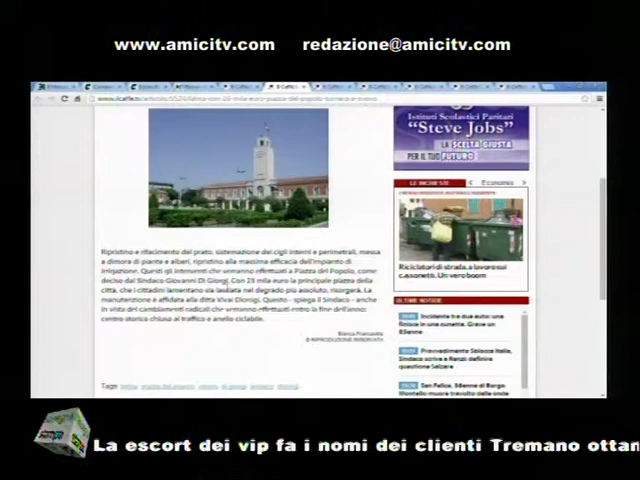 www.amicitv.com redazione@amicitv.com
Istituti Scolastici Paritari
"Steve Jobs"
LA SCELTA GIUSTA
PER IL TUO FUTURO
LE INCHIESTE
Economia
Riciclatori di strada, a lavoro sui
cassonetti. Un vero boom
ULTIME NOTIZIE
Incidente tra due auto: una
finisce in una cunetta. Grave un
Provvedimento Sblocca Italia,
Sindaco scrive a Renzi: definire
questione
San Felice, 38enne di Borgo
Montello muore travolto dalle onde
Ripristino e rifacimento del prato, sistemazione dei cigli interni e perimetrali, messa
a dimora di piante e alberi, ripristino alla massima efficacia dell'impianto di
irrigazione. Questi gli interventi che verranno effettuati a Piazza del Popolo, come
deciso dal Sindaco Giovanni Di Giorgi. Con 23 mila euro la principale piazza della
città, che i cittadini lamentano sia lasciata nel degrado più assoluto, risorgerà. La
manutenzione è affidata alla ditta Vivai Dionigi. Questo - spiega il Sindaco - anche
in vista dei cambiamenti radicali che verranno effettuati entro la fine dell'anno:
centro storico chiuso al traffico e anello ciclabile.
Bianca Francavilla
© RIPRODUZIONE RISERVATA
Tags:
La escort dei vip fa i nomi dei clienti Tremano ottan